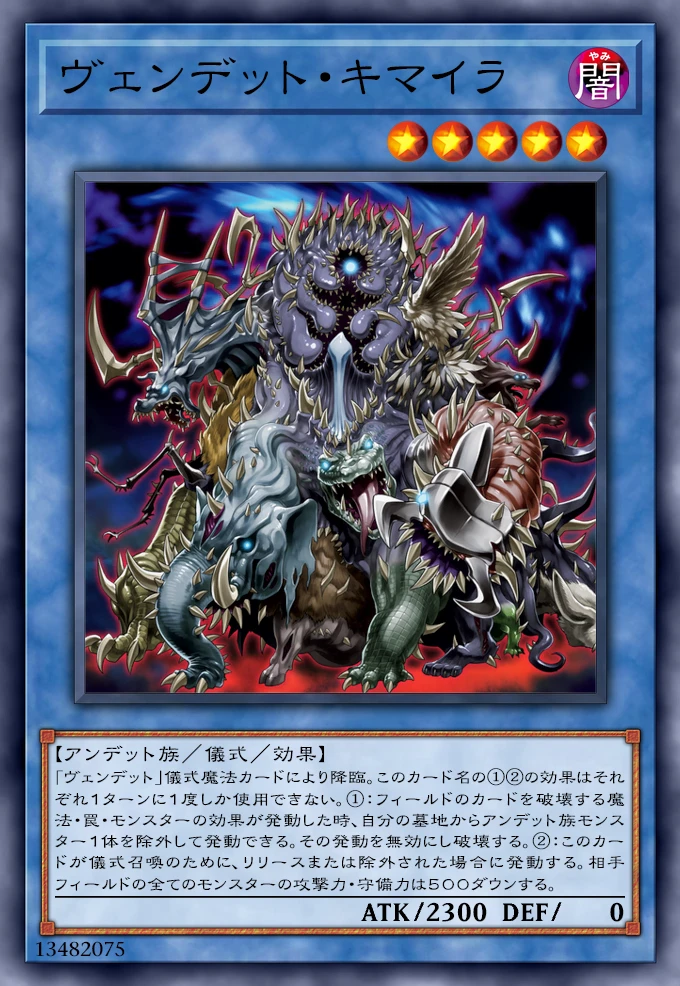 ヴェンデット・キマイラ
やみ
闇
【アンデット族／儀式／効果】
「ヴェンデット」儀式魔法カードにより降臨。このカード名の①②の効果はそれ
ぞれ１ターンに１度しか使用できない。①：フィールドのカードを破壊する魔
法・罠・モンスターの効果が発動した時、自分の墓地からアンデット族モンス
ター１体を除外して発動できる。その発動を無効にし破壊する。②：このカー
ドが儀式召喚のために、リリースまたは除外された場合に発動する。相手
フィールドの全てのモンスターの攻撃力・守備力は５００ダウンする。
ATK/2300 DEF/ 0
13482075